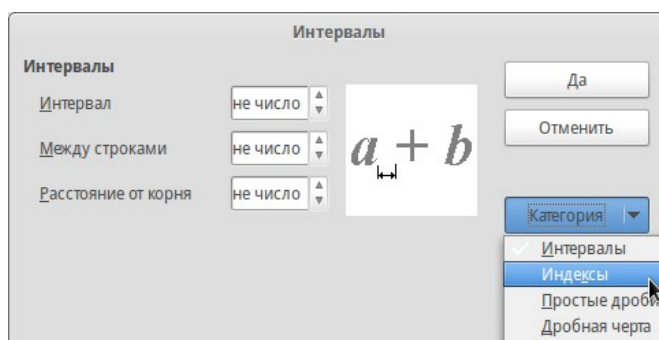 Интервалы
Интервалы
Интервал не число
Между строками не число
Расстояние от корня не число
a + b
Да
Отменить
Категория
Интервалы
Индексы
Простые дроби
Дробная черта